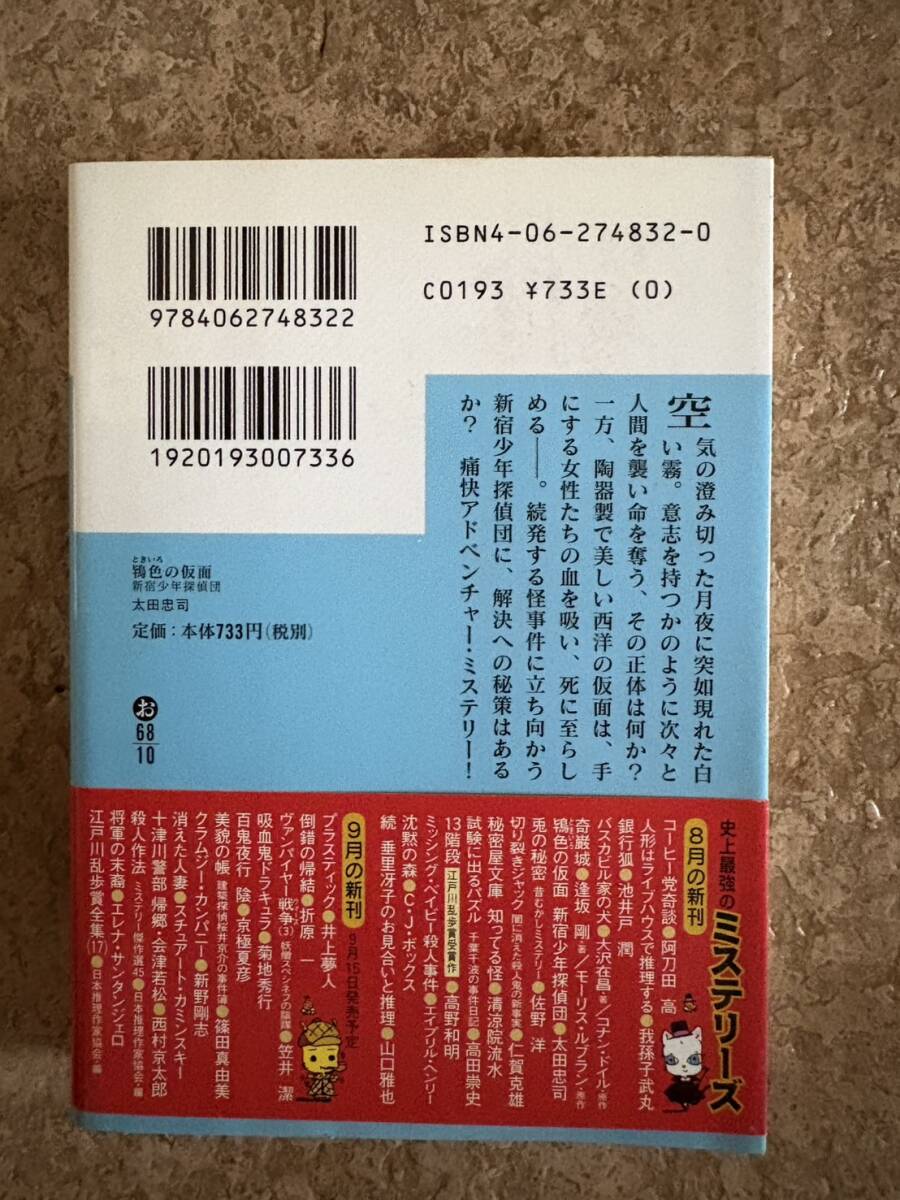 ISBN4-06-274832-0
C0193 ¥733E (0)
9784062748322
1920193007336
空気の澄み切った月夜に突如現れた白
い霧。意志を持つかのように次々と
人間を襲い命を奪う、その正体は何か?
一方、陶器製で美しい西洋の仮面は、手
にする女性たちの血を吸い、死に至らし
める――。続発する怪事件に立ち向かう
新宿少年探偵団に、解決への秘策はある
か? 痛快アドベンチャー・ミステリー!
ときいろ
鴇色の仮面
新宿少年探偵団
太田忠司
定価:本体733円(税別)
お
68
10
史上最強のミステリーズ
8月の新刊
コーヒー党奇談●阿刀田 高
人形はライブハウスで推理する●我孫子武丸
銀行狐●池井戸 潤
バスカビル家の犬●大沢在昌・著/コナン・ドイル・原作
奇巌城●逢坂 剛・著/モーリス・ルブラン・原作
鴇色の仮面 新宿少年探偵団●太田忠司
兎の秘密 昔むかしミステリー●佐野 洋
切り裂きジャック 闇に消えた殺人鬼の新事実●仁賀克雄
秘密屋文庫 知ってる怪●清涼院流水
試験に出るパズル 千葉千波の事件日記●高田崇史
13階段 江戸川乱歩賞受賞作●高野和明
ミッシング・ベイビー殺人事件●エイプリル・ヘンリー
沈黙の森●C・J・ボックス
続 垂里冴子のお見合いと推理●山口雅也
9月の新刊
9月15日発売予定
プラスティック●井上夢人
倒錯の帰結●折原 一
ヴァンパイヤー戦争(3) 妖僧スペシネフの陰謀●笠井 潔
吸血鬼ドラキュラ●菊地秀行
百鬼夜行 陰●京極夏彦
美貌の帳 建築探偵桜井京介の事件簿●篠田真由美
クラムジー・カンパニー●新野剛志
消えた人妻●スチュアート・カミンスキー
十津川警部 帰郷・会津若松●西村京太郎
殺人作法 ミステリー傑作選45●日本推理作家協会・編
将軍の末裔●エレナ・サンタンジェロ
江戸川乱歩賞全集(17)●日本推理作家協会・編